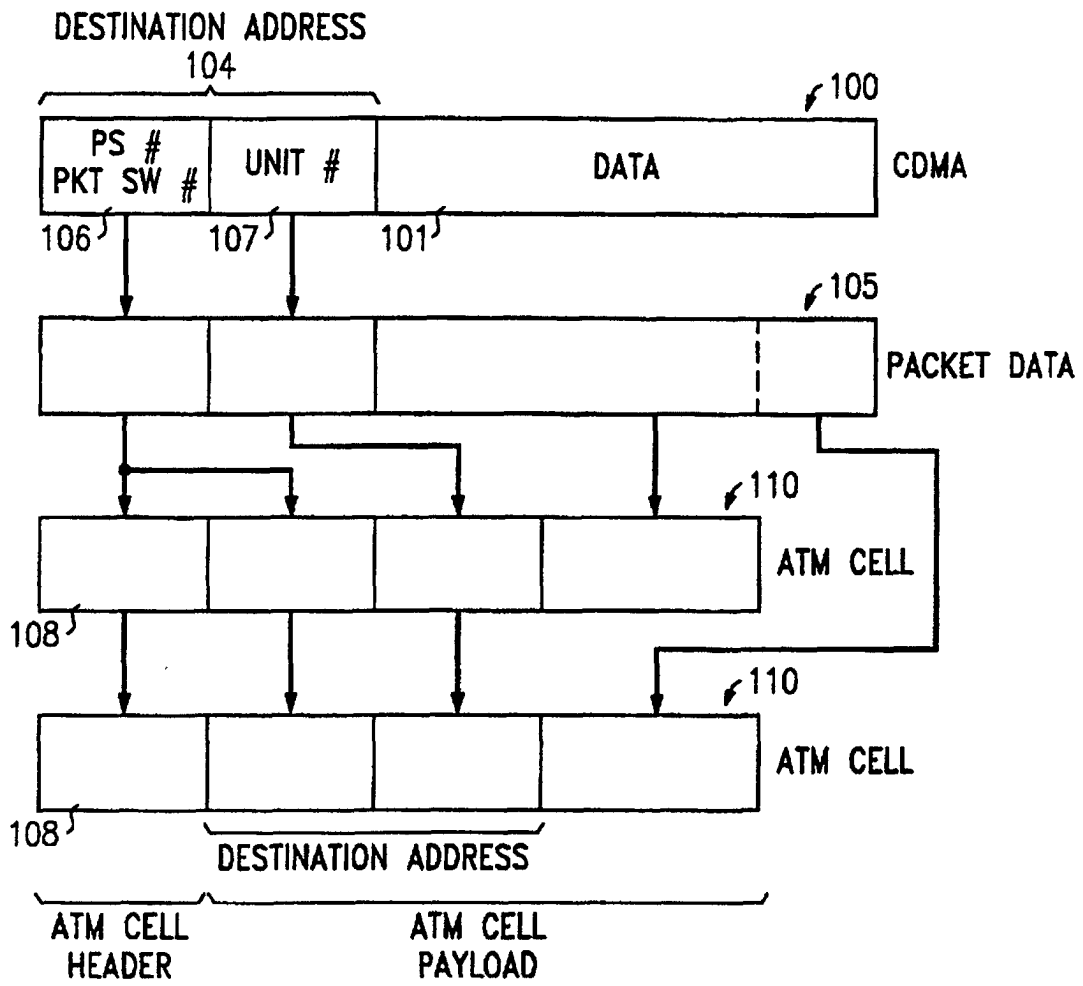 DESTINATION ADDRESS
104
100
PS #
PKT SW #
UNIT #
DATA
CDMA
106
107
101
105
PACKET DATA
110
ATM CELL
108
110
ATM CELL
108
DESTINATION ADDRESS
ATM CELL
HEADER
ATM CELL
PAYLOAD